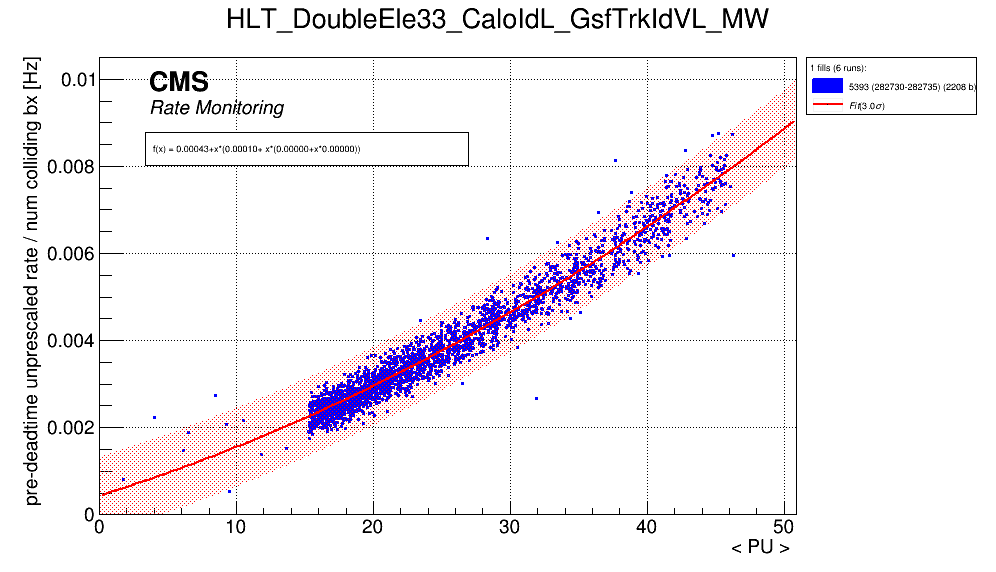 HLT_DoubleEle33_CaloIdL_GsfTrkIdVL_MW
pre-deadtime unprescaled rate / num colliding bx [Hz]
0.01
0.008
0.006
0.004
0.002
0
CMS
Rate Monitoring
f(x) = 0.00043+x*(0.00010+ x*(0.00000+x*0.00000))
1 fills (6 runs):
5393 (282730-282735) (2208 b)
Fit(3.0σ)
0 10 20 30 40 50
< PU >